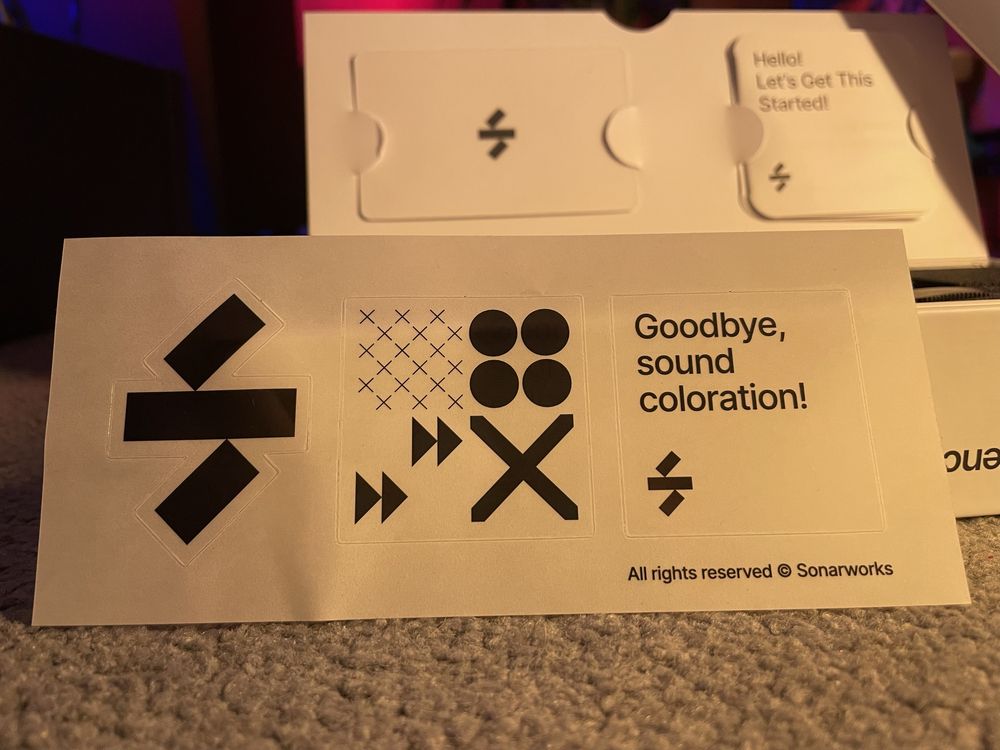 Hello!
Let's Get This
Started!
Goodbye,
sound
coloration!
All rights reserved © Sonarworks